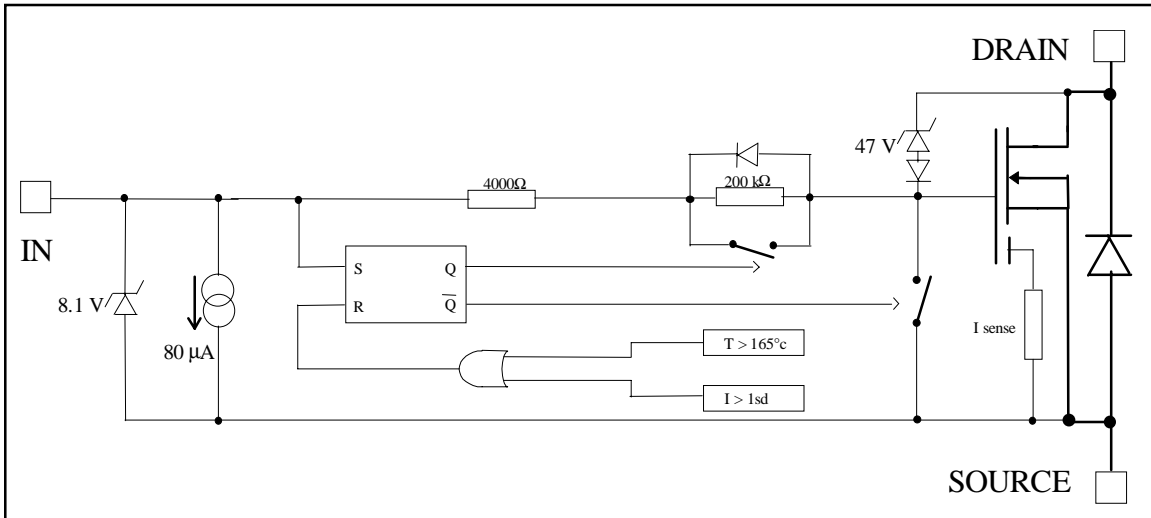 DRAIN
47 V
4000Ω
200 kΩ
IN
S
Q
R
Q̅
8.1 V
80 µA
T > 165°c
I sense
I > 1sd
SOURCE